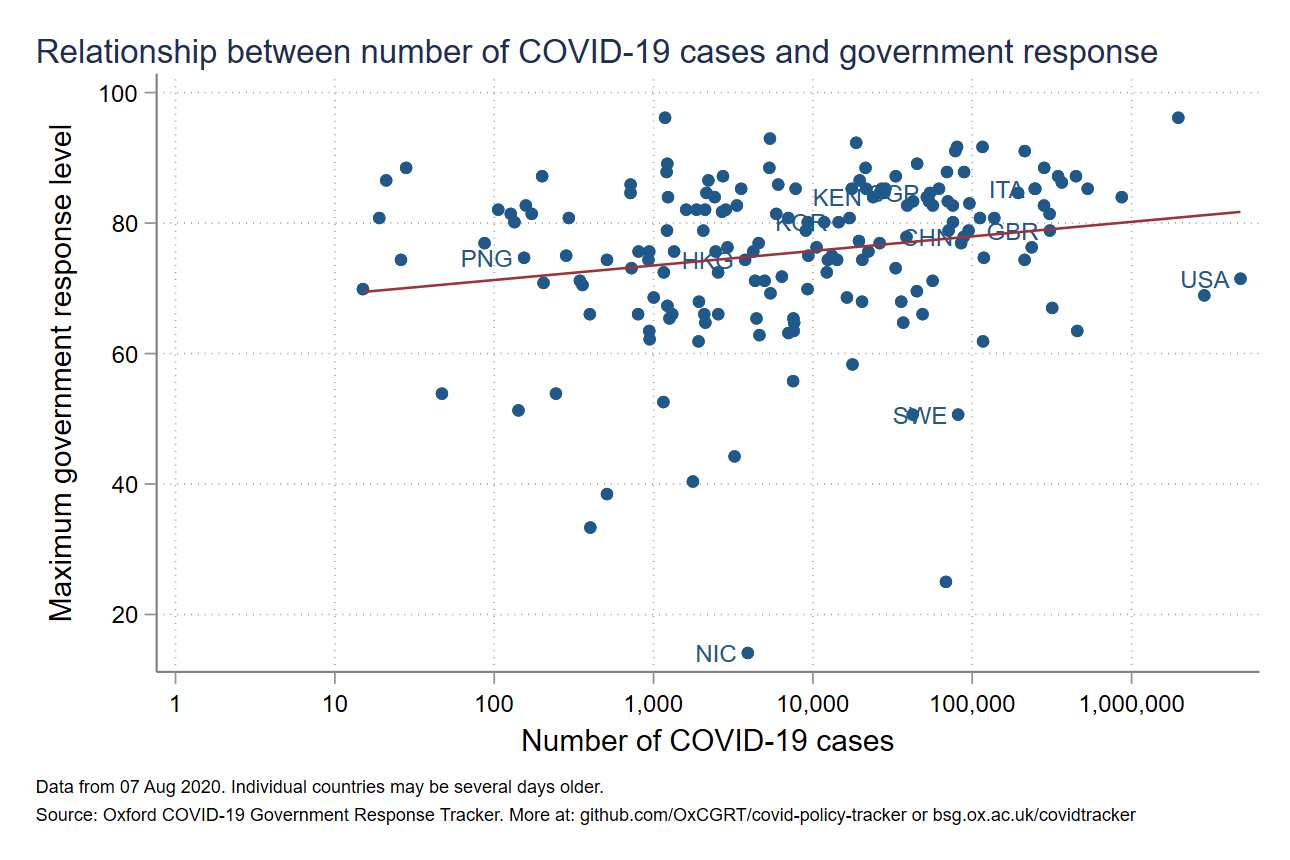 Relationship between number of COVID-19 cases and government response
Maximum government response level
100
80
60
40
20
ITA
KEN
KOR
GBR
CHN
PNG
HKG
USA
SWE
NIC
1
10
100
1,000
10,000
100,000
1,000,000
Number of COVID-19 cases
Data from 07 Aug 2020. Individual countries may be several days older.
Source: Oxford COVID-19 Government Response Tracker. More at: github.com/OxCGRT/covid-policy-tracker or bsg.ox.ac.uk/covidtracker